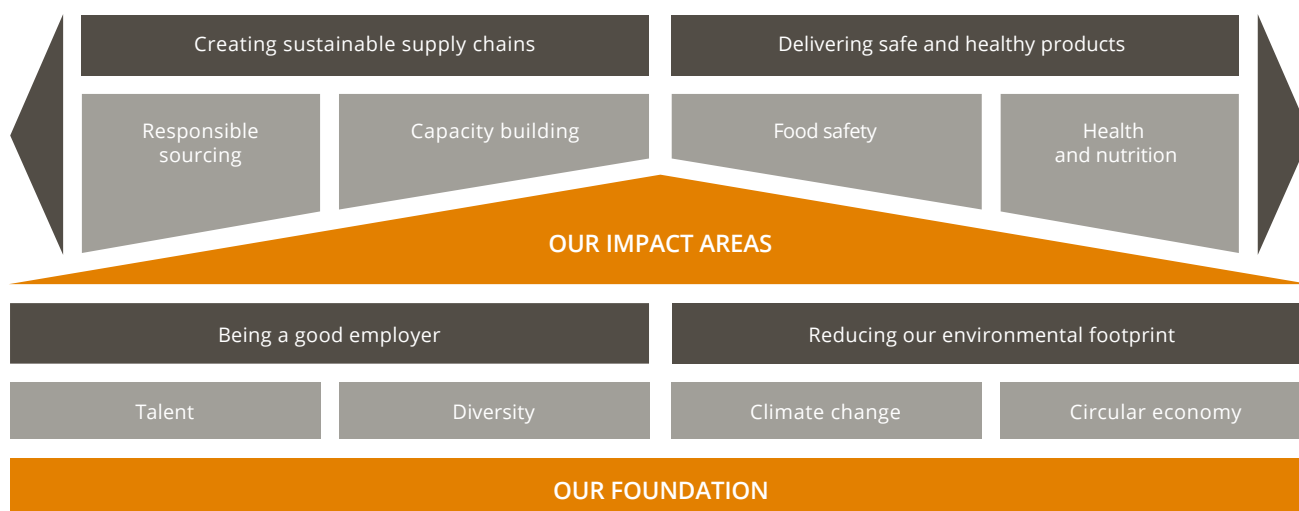 Creating sustainable supply chains
Delivering safe and healthy products
Responsible
sourcing
Capacity building
Food safety
Health
and nutrition
OUR IMPACT AREAS
Being a good employer
Reducing our environmental footprint
Talent
Diversity
Climate change
Circular economy
OUR FOUNDATION